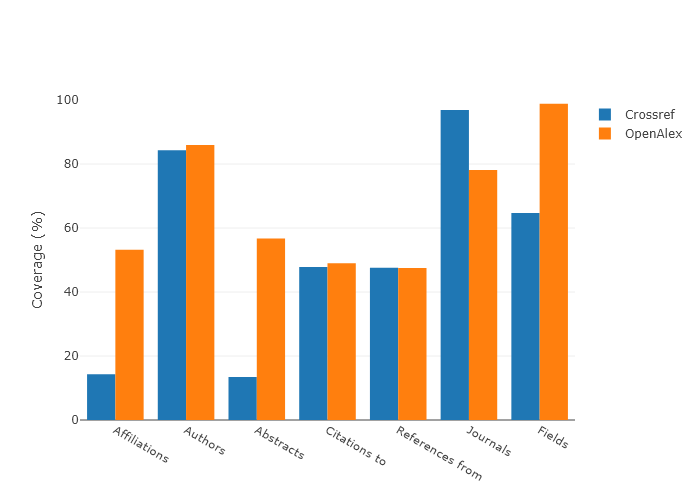 100
80
60
40
20
0
Coverage (%)
Affiliations
Authors
Abstracts
Citations to
References from
Journals
Fields
Crossref
OpenAlex